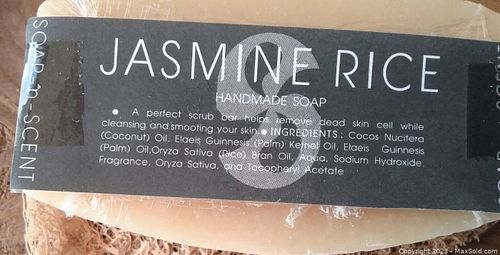 SOAP-n-SCENT
JASMINE RICE
HANDMADE SOAP
• A perfect scrub bar helps remove dead skin cell while
cleansing and smooting your skin • INGREDIENTS : Cocos Nucifera
(Coconut) Oil, Elaeis Guinnesis (Palm) Kernel Oil, Elaeis Guinnesis
(Palm) Oil,Oryza Sativa (Rice) Bran Oil, Aqua, Sodium Hydroxide,
Fragrance, Oryza Sativa, and Tocopheryl Acetate
Copyright 2023 - MaxSold.com